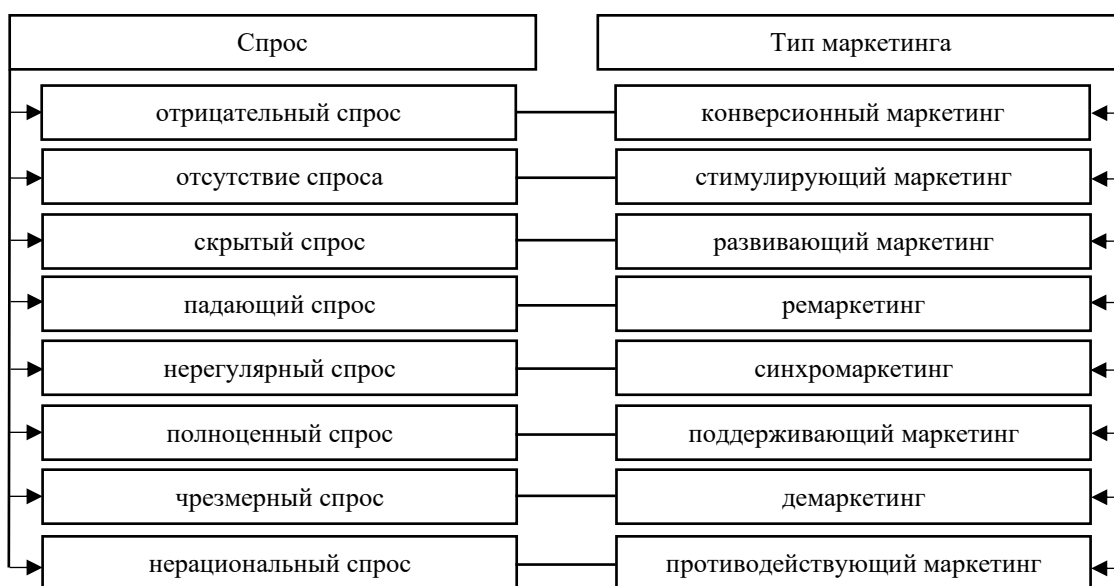 Спрос
Тип маркетинга
отрицательный спрос
конверсионный маркетинг
отсутствие спроса
стимулирующий маркетинг
скрытый спрос
развивающий маркетинг
падающий спрос
ремаркетинг
нерегулярный спрос
синхромаркетинг
полноценный спрос
поддерживающий маркетинг
чрезмерный спрос
демаркетинг
нерациональный спрос
противодействующий маркетинг